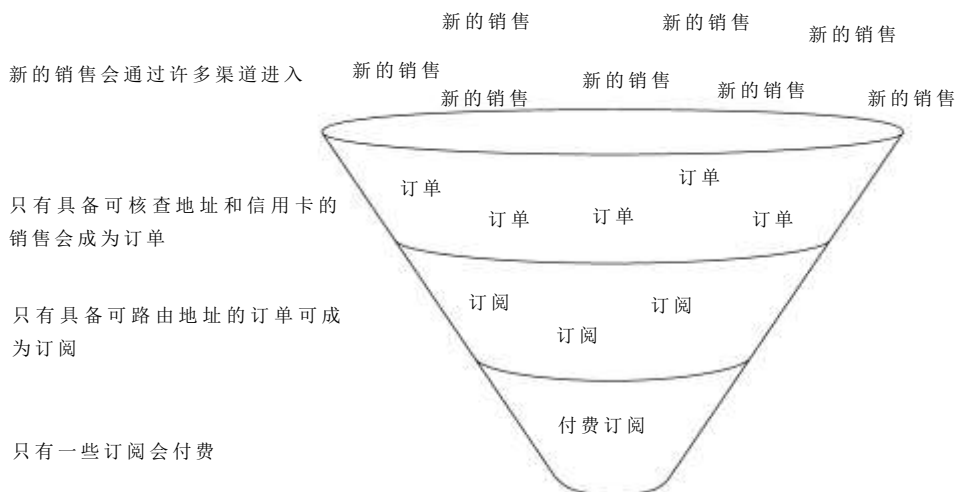 新的销售
新的销售
新的销售
新的销售会通过许多渠道进入
新的销售
新的销售
新的销售
新的销售
新的销售
订单
订单
只有具备可核查地址和信用卡的
销售会成为订单
订单
订单
订单
只有具备可路由地址的订单可成
为订阅
订阅
订阅
订阅
付费订阅
只有一些订阅会付费